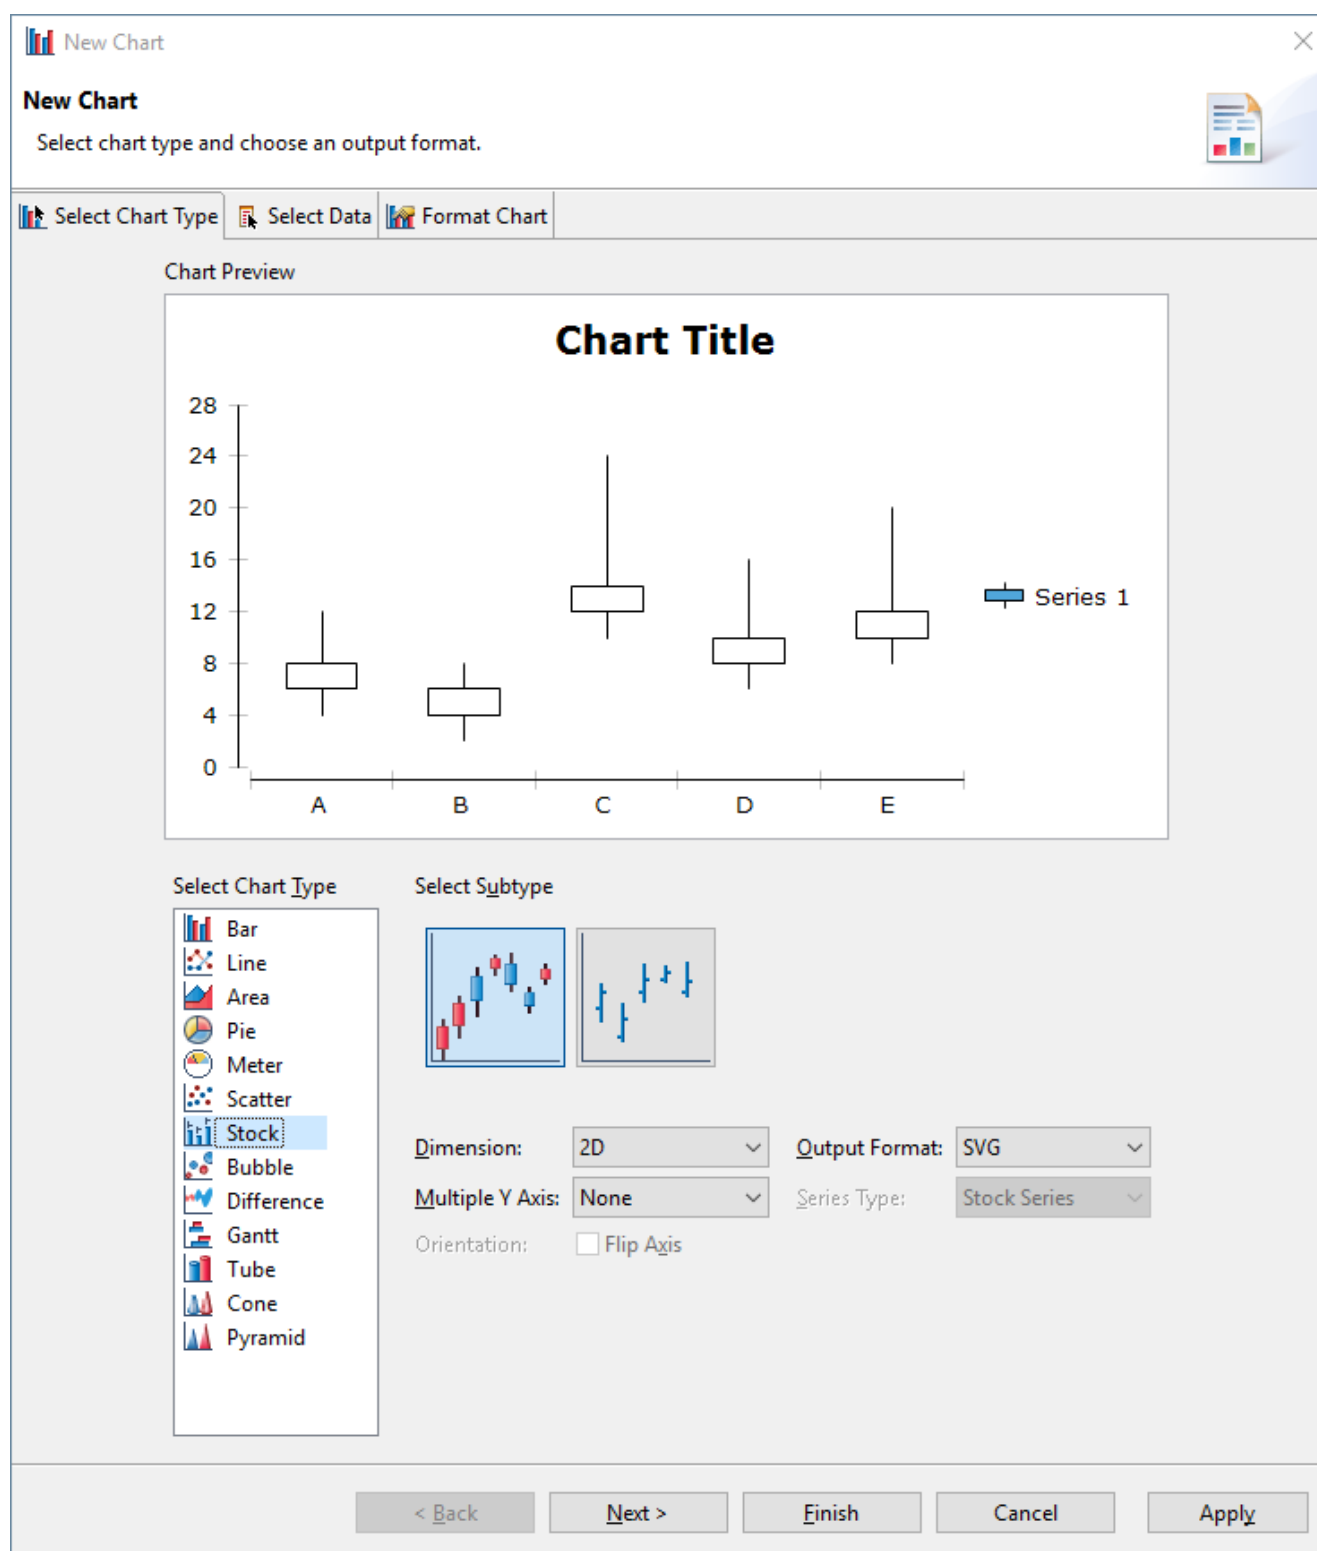 New Chart
New Chart
Select chart type and choose an output format.
Select Chart Type Select Data Format Chart
Chart Preview
Chart Title
28
24
20
16
12
8
4
0
Series 1
A B C D E
Select Chart Type Select Subtype
Bar
Line
Area
Pie
Meter
Scatter
Stock
Bubble
Difference
Gantt
Tube
Cone
Pyramid
Dimension: 2D Output Format: SVG
Multiple Y Axis: None Series Type: Stock Series
Orientation: Flip Axis
< Back Next > Finish Cancel Apply